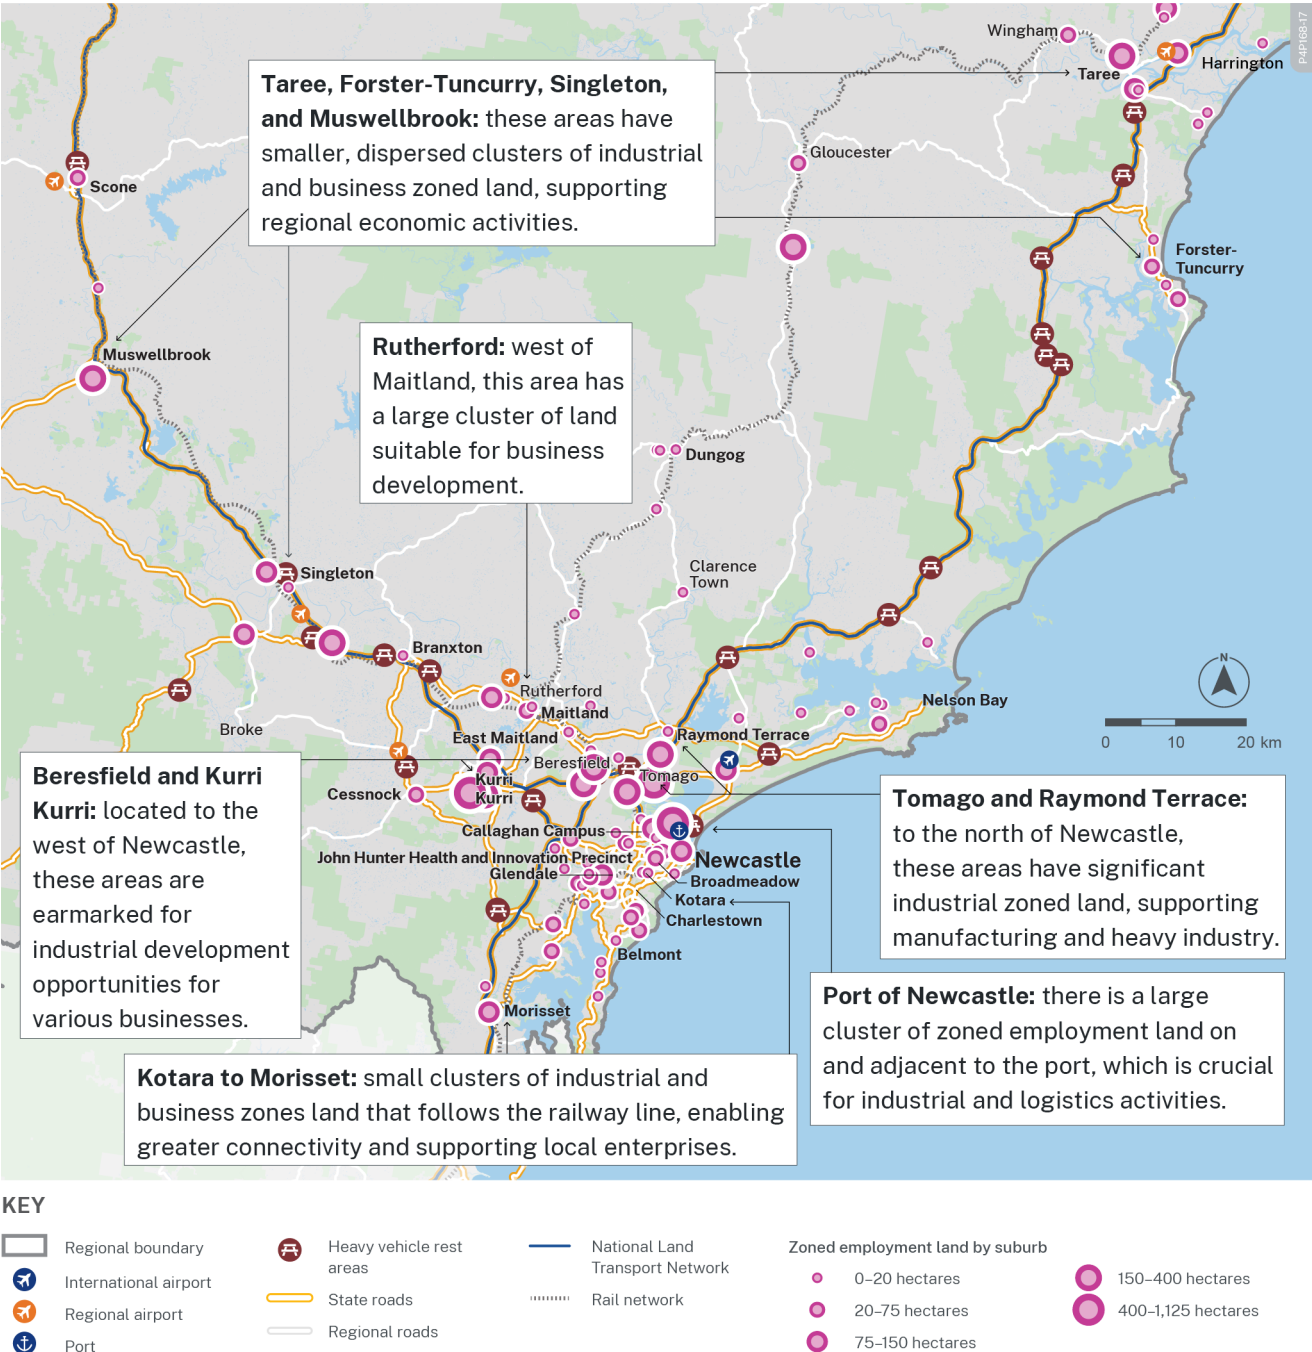 P4P168-17
Wingham
Taree
Harrington
Taree, Forster-Tuncurry, Singleton,
and Muswellbrook: these areas have
smaller, dispersed clusters of industrial
and business zoned land, supporting
regional economic activities.
Gloucester
Scone
Forster-
Tuncurry
Muswellbrook
Rutherford: west of
Maitland, this area has
a large cluster of land
suitable for business
development.
Dungog
Clarence
Town
Singleton
Branxton
Rutherford
Maitland
Nelson Bay
N
0 10 20 km
Broke
East Maitland
Raymond Terrace
Beresfield
Tomago
Kurri
Kurri
Cessnock
Beresfield and Kurri
Kurri: located to the
west of Newcastle,
these areas are
earmarked for
industrial development
opportunities for
various businesses.
Tomago and Raymond Terrace:
to the north of Newcastle,
these areas have significant
industrial zoned land, supporting
manufacturing and heavy industry.
Callaghan Campus
John Hunter Health and Innovation Precinct
Newcastle
Glendale
Broadmeadow
Kotara
Charlestown
Belmont
Morisset
Port of Newcastle: there is a large
cluster of zoned employment land on
and adjacent to the port, which is crucial
for industrial and logistics activities.
Kotara to Morisset: small clusters of industrial and
business zones land that follows the railway line, enabling
greater connectivity and supporting local enterprises.
KEY
Regional boundary
International airport
Regional airport
Port
Heavy vehicle rest
areas
State roads
Regional roads
National Land
Transport Network
Rail network
Zoned employment land by suburb
0–20 hectares
20–75 hectares
75–150 hectares
150–400 hectares
400–1,125 hectares